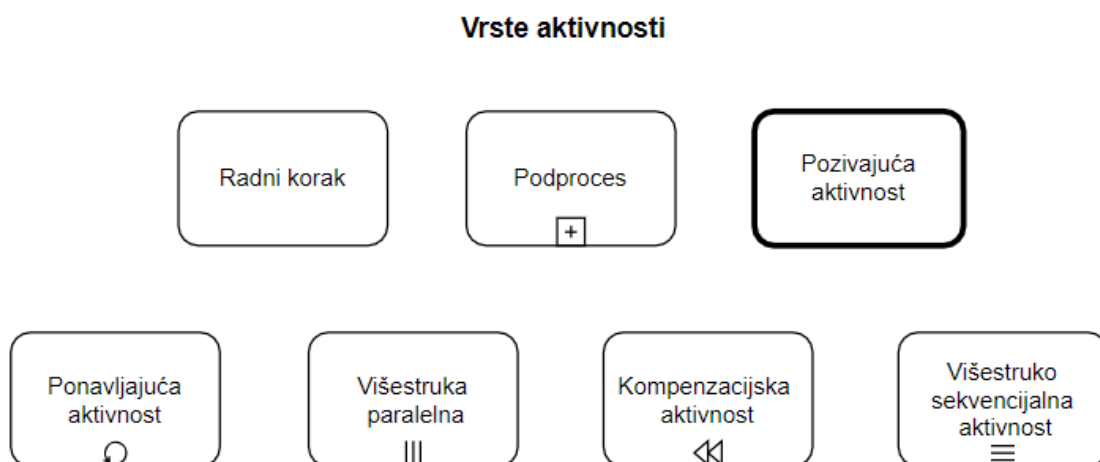 Vrste aktivnosti
Radni korak
Podproces
Pozivajuća
aktivnost
Ponavljajuća
aktivnost
Višestruka
paralelna
Kompenzacijska
aktivnost
Višestruko
sekvencijalna
aktivnost